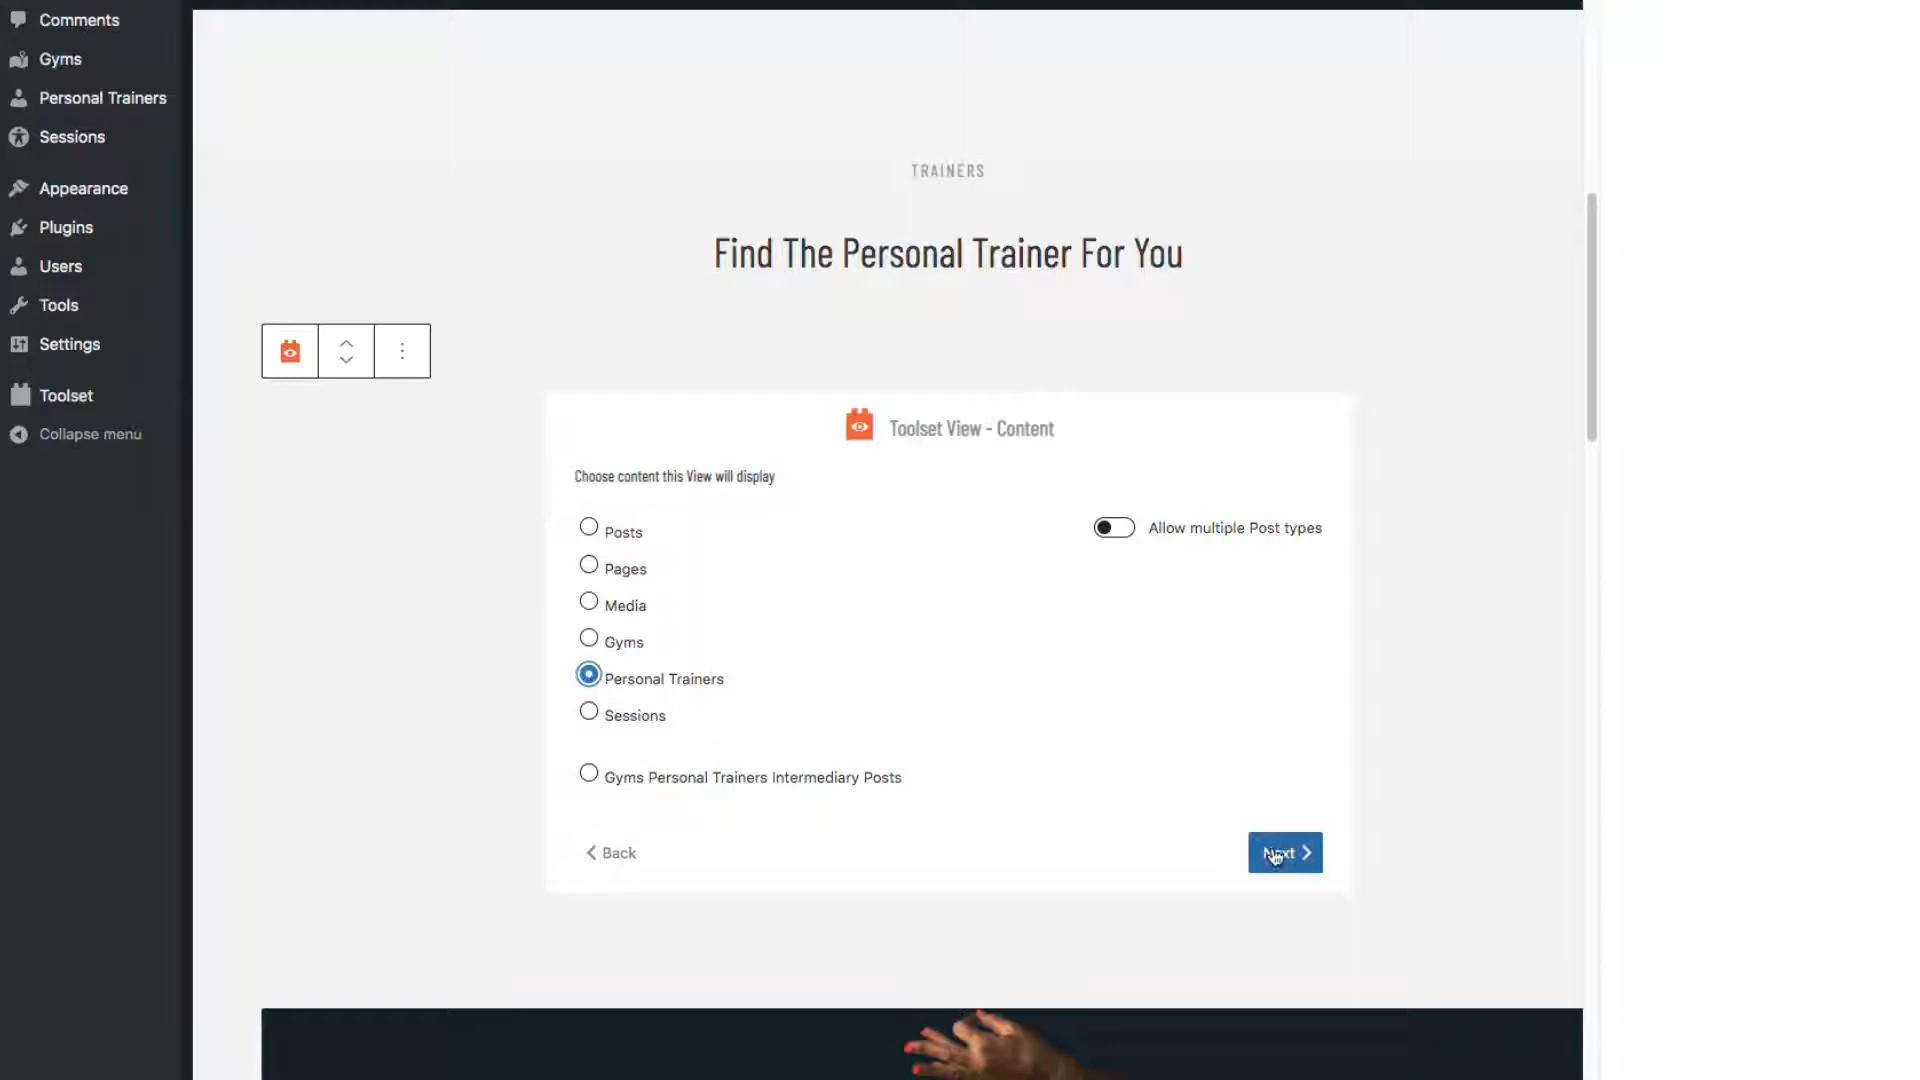 Comments
Gyms
Personal Trainers
Sessions
Appearance
Plugins
Users
Tools
Settings
Toolset
Collapse menu
TRAINERS
Find The Personal Trainer For You
Toolset View - Content
Choose content this View will display
Posts
Allow multiple Post types
Pages
Media
Gyms
Personal Trainers
Sessions
Gyms Personal Trainers Intermediary Posts
Back
Next